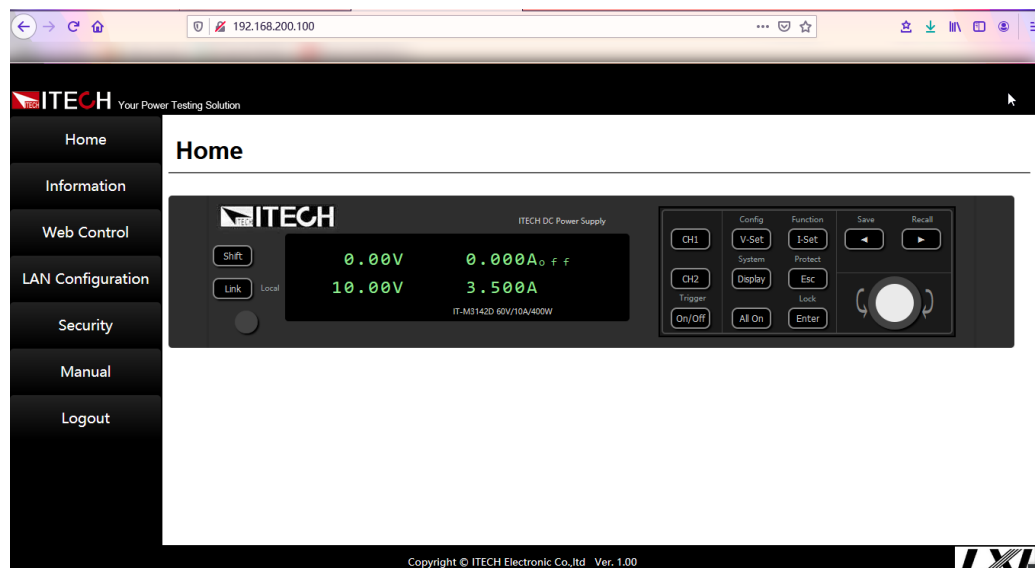 192.168.200.100
ITECH Your Power Testing Solution
Home
Information
Web Control
LAN Configuration
Security
Manual
Logout
Home
ITECH
ITECH DC Power Supply
Shift
Link Local
0.00V 0.000A off
10.00V 3.500A
IT-M3142D 60V/10A/400W
Config Function Save Recall
CH1 V-Set I-Set
System Protect
CH2 Display Esc
Trigger Lock
On/Off All On Enter
Copyright © ITECH Electronic Co.,ltd Ver. 1.00
LXI